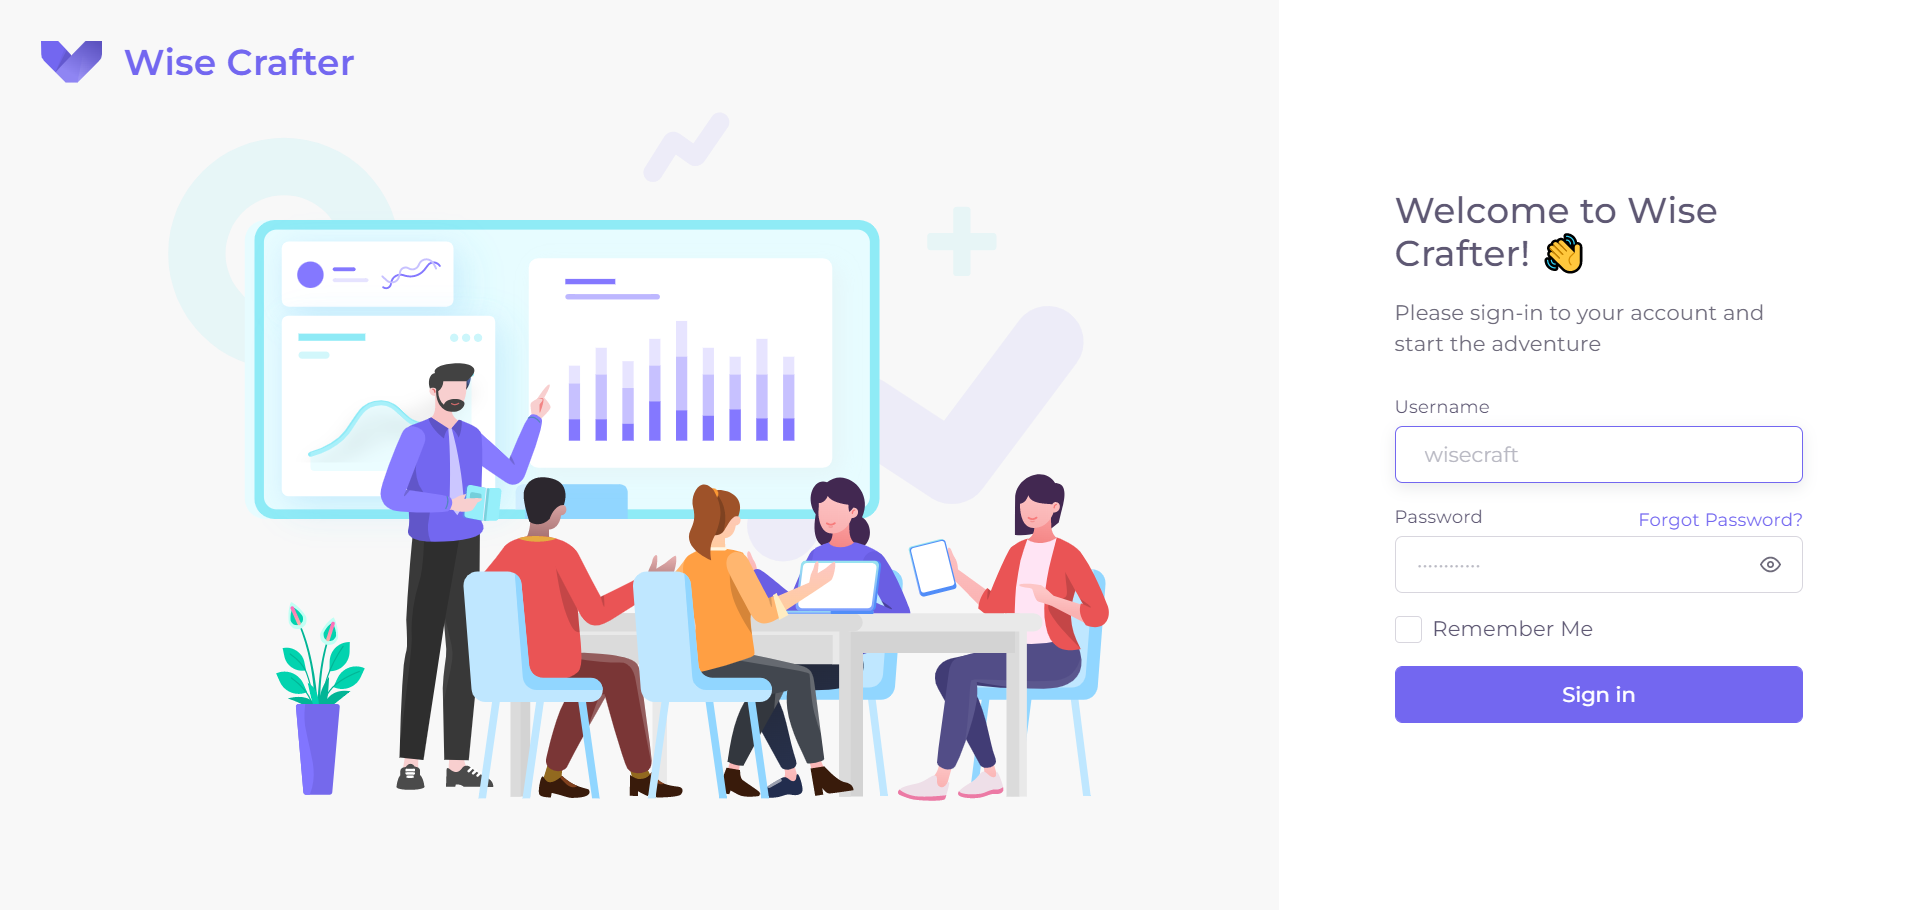 Wise Crafter
Welcome to Wise
Crafter! 👋
Please sign-in to your account and
start the adventure
Username
wisecraft
Password
Forgot Password?
············
Remember Me
Sign in